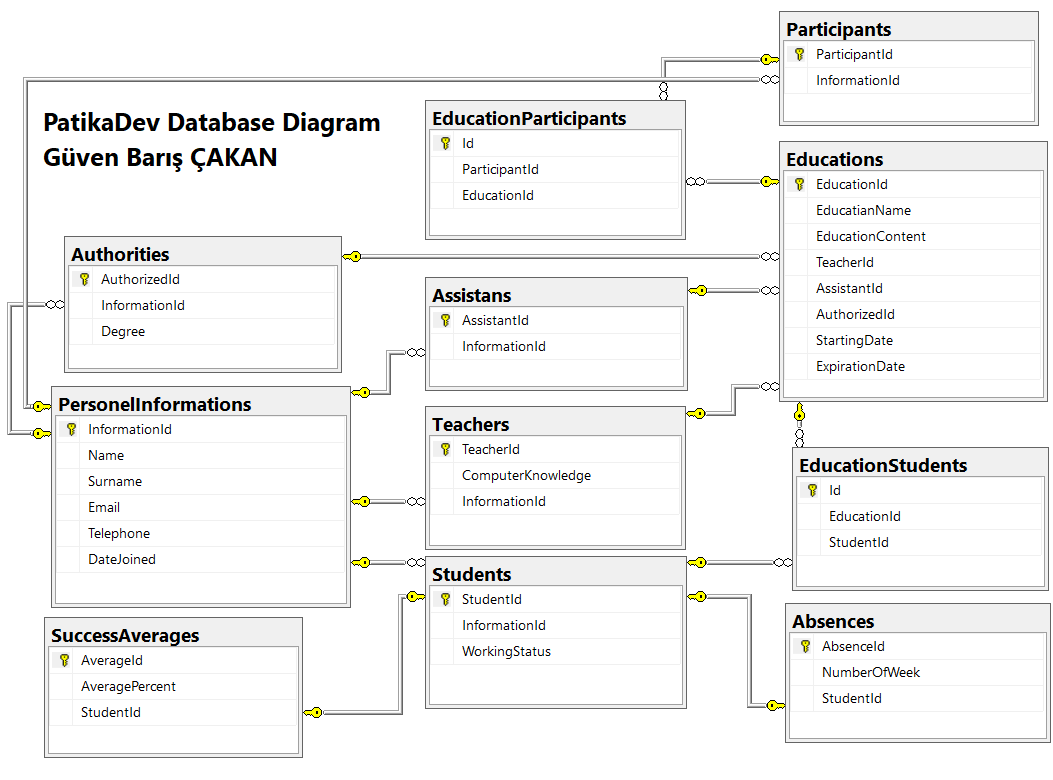 PatikaDev Database Diagram
Güven Barış ÇAKAN
Participants
ParticipantId
InformationId
EducationParticipants
Id
ParticipantId
EducationId
Educations
EducationId
EducatianName
EducationContent
TeacherId
AssistantId
AuthorizedId
StartingDate
ExpirationDate
Authorities
AuthorizedId
InformationId
Degree
Assistans
AssistantId
InformationId
PersonelInformations
InformationId
Name
Surname
Email
Telephone
DateJoined
Teachers
TeacherId
ComputerKnowledge
InformationId
EducationStudents
Id
EducationId
StudentId
Students
StudentId
InformationId
WorkingStatus
SuccessAverages
AverageId
AveragePercent
StudentId
Absences
AbsenceId
NumberOfWeek
StudentId